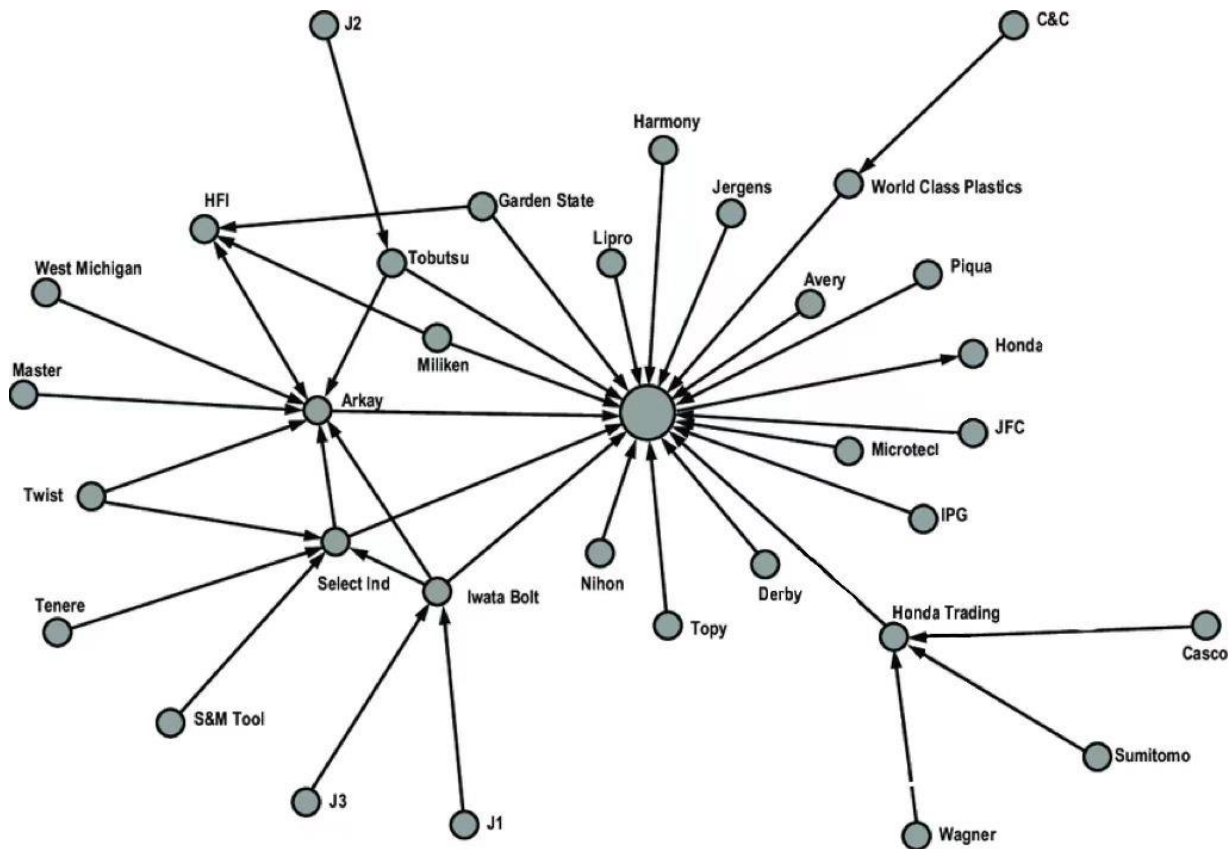 J2
C&C
Harmony
Jergens
World Class Plastics
HFI
Garden State
Lipro
Tobutsu
West Michigan
Avery
Piqua
Honda
Master
Miliken
Arkay
JFC
Microtecl
Twist
IPG
Select Ind
Iwata Bolt
Nihon
Derby
Tenere
Topy
Honda Trading
Casco
S&M Tool
Sumitomo
J3
J1
Wagner